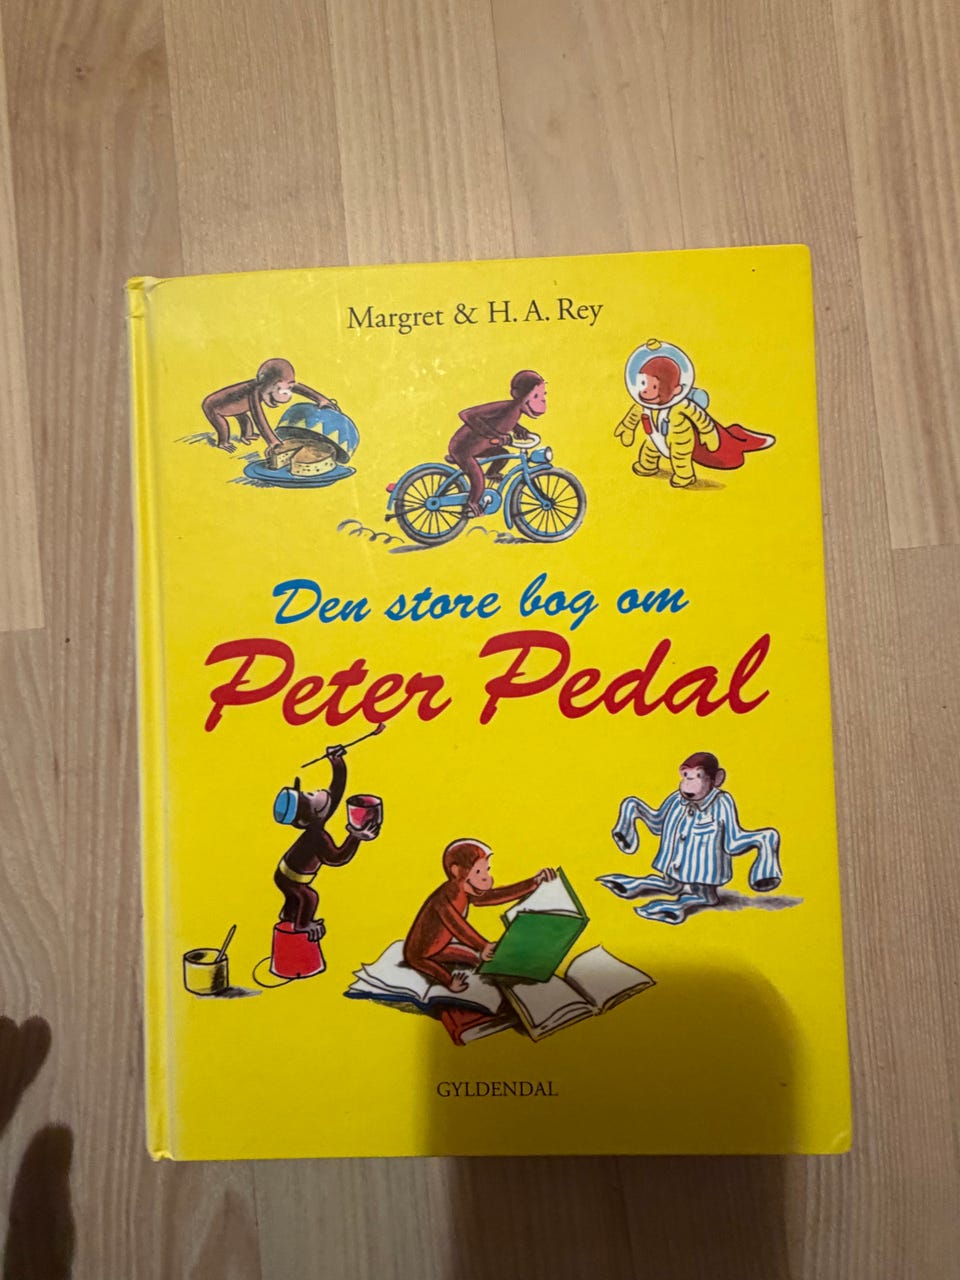 Margret & H. A. Rey
Den store bog om
Peter Pedal
GYLDENDAL